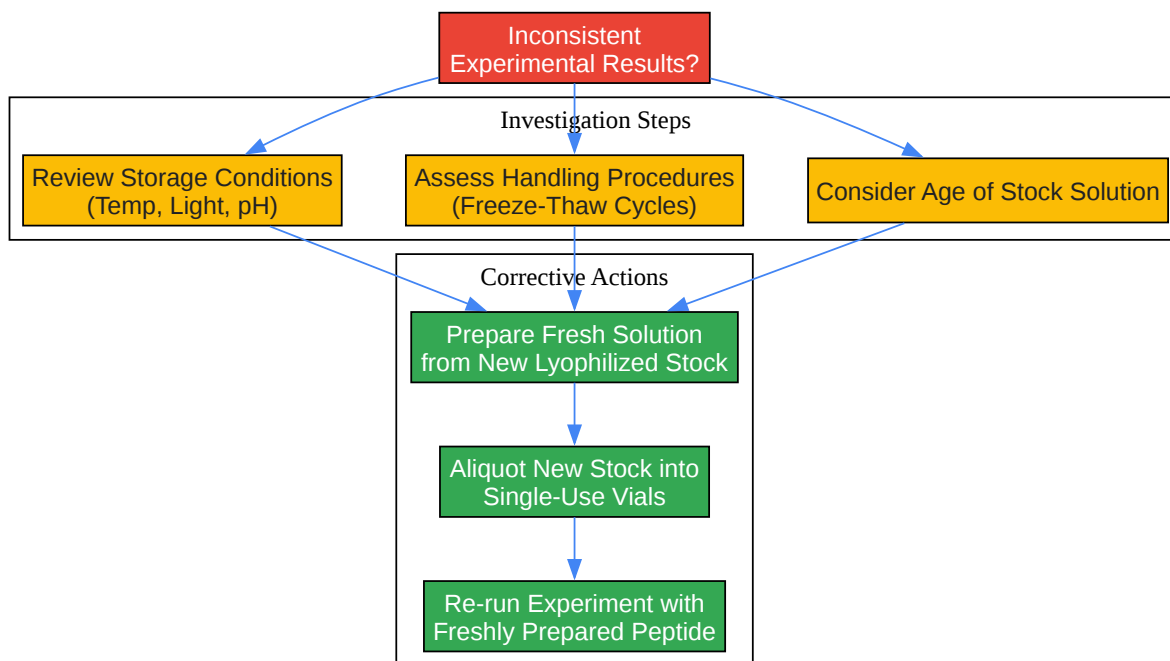 Inconsistent
Experimental Results?
Investigation Steps
Review Storage Conditions
(Temp, Light, pH)
Assess Handling Procedures
(Freeze-Thaw Cycles)
Consider Age of Stock Solution
Corrective Actions
Prepare Fresh Solution
from New Lyophilized Stock
Aliquot New Stock into
Single-Use Vials
Re-run Experiment with
Freshly Prepared Peptide